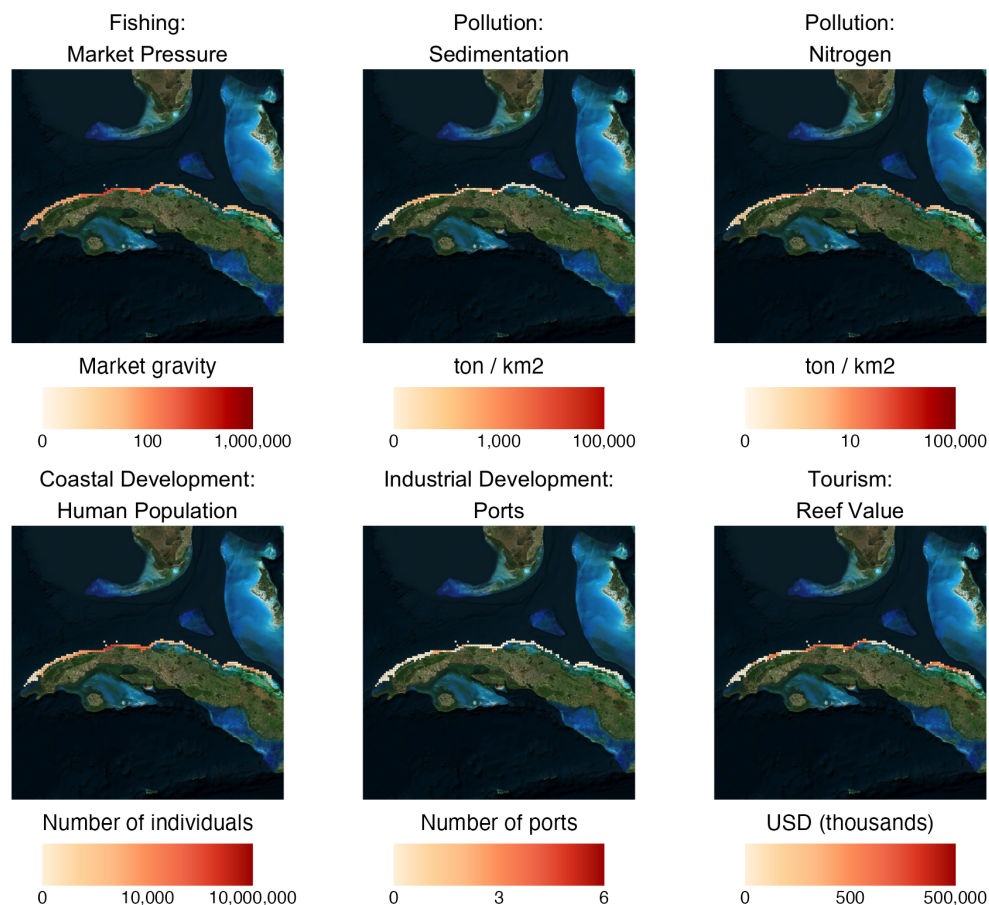 Fishing:
Market Pressure
Pollution:
Sedimentation
Pollution:
Nitrogen
Market gravity
0 100 1,000,000
ton / km2
0 1,000 100,000
ton / km2
0 10 100,000
Coastal Development:
Human Population
Industrial Development:
Ports
Tourism:
Reef Value
Number of individuals
0 10,000 10,000,000
Number of ports
0 3 6
USD (thousands)
0 500 500,000